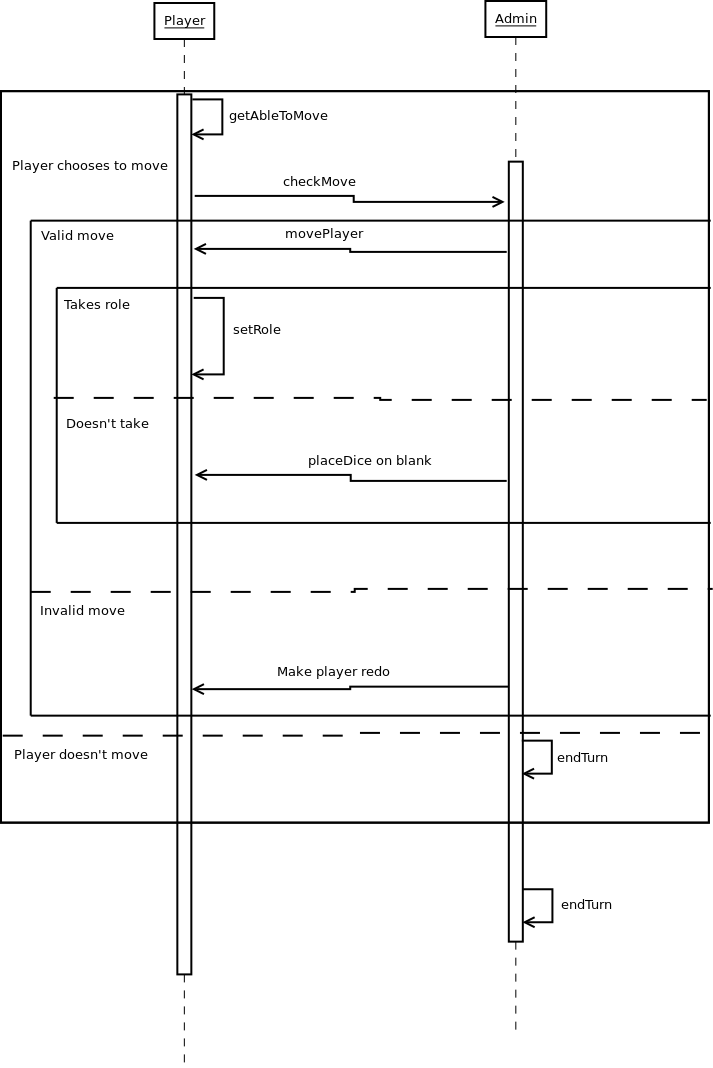 Player
Admin
getAbleToMove
Player chooses to move
checkMove
Valid move
movePlayer
Takes role
setRole
Doesn't take
placeDice on blank
Invalid move
Make player redo
Player doesn't move
endTurn
endTurn